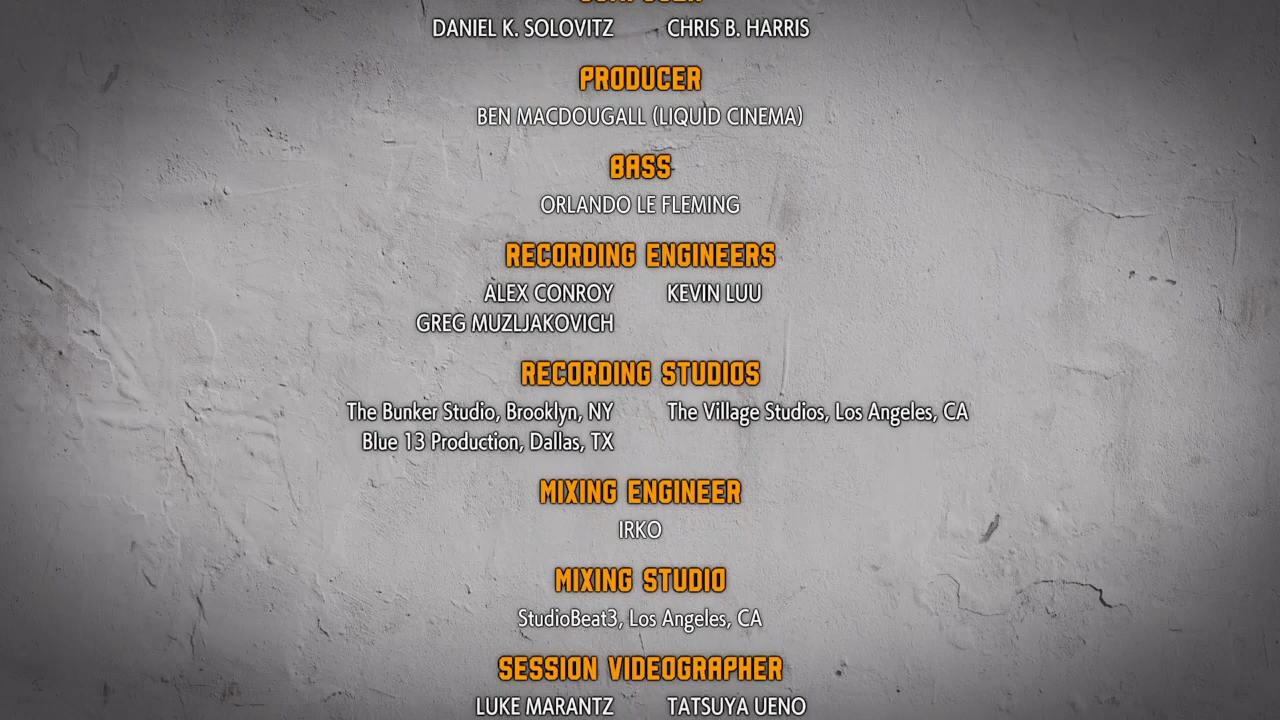 DANIEL K. SOLOVITZ CHRIS B. HARRIS
PRODUCER
BEN MACDOUGALL (LIQUID CINEMA)
BASS
ORLANDO LE FLEMING
RECORDING ENGINEERS
ALEX CONROY KEVIN LUU
GREG MUZLJAKOVICH
RECORDING STUDIOS
The Bunker Studio, Brooklyn, NY The Village Studios, Los Angeles, CA
Blue 13 Production, Dallas, TX
MIXING ENGINEER
IRKO
MIXING STUDIO
StudioBeat3, Los Angeles, CA
SESSION VIDEOGRAPHER
LUKE MARANTZ TATSUYA UENO